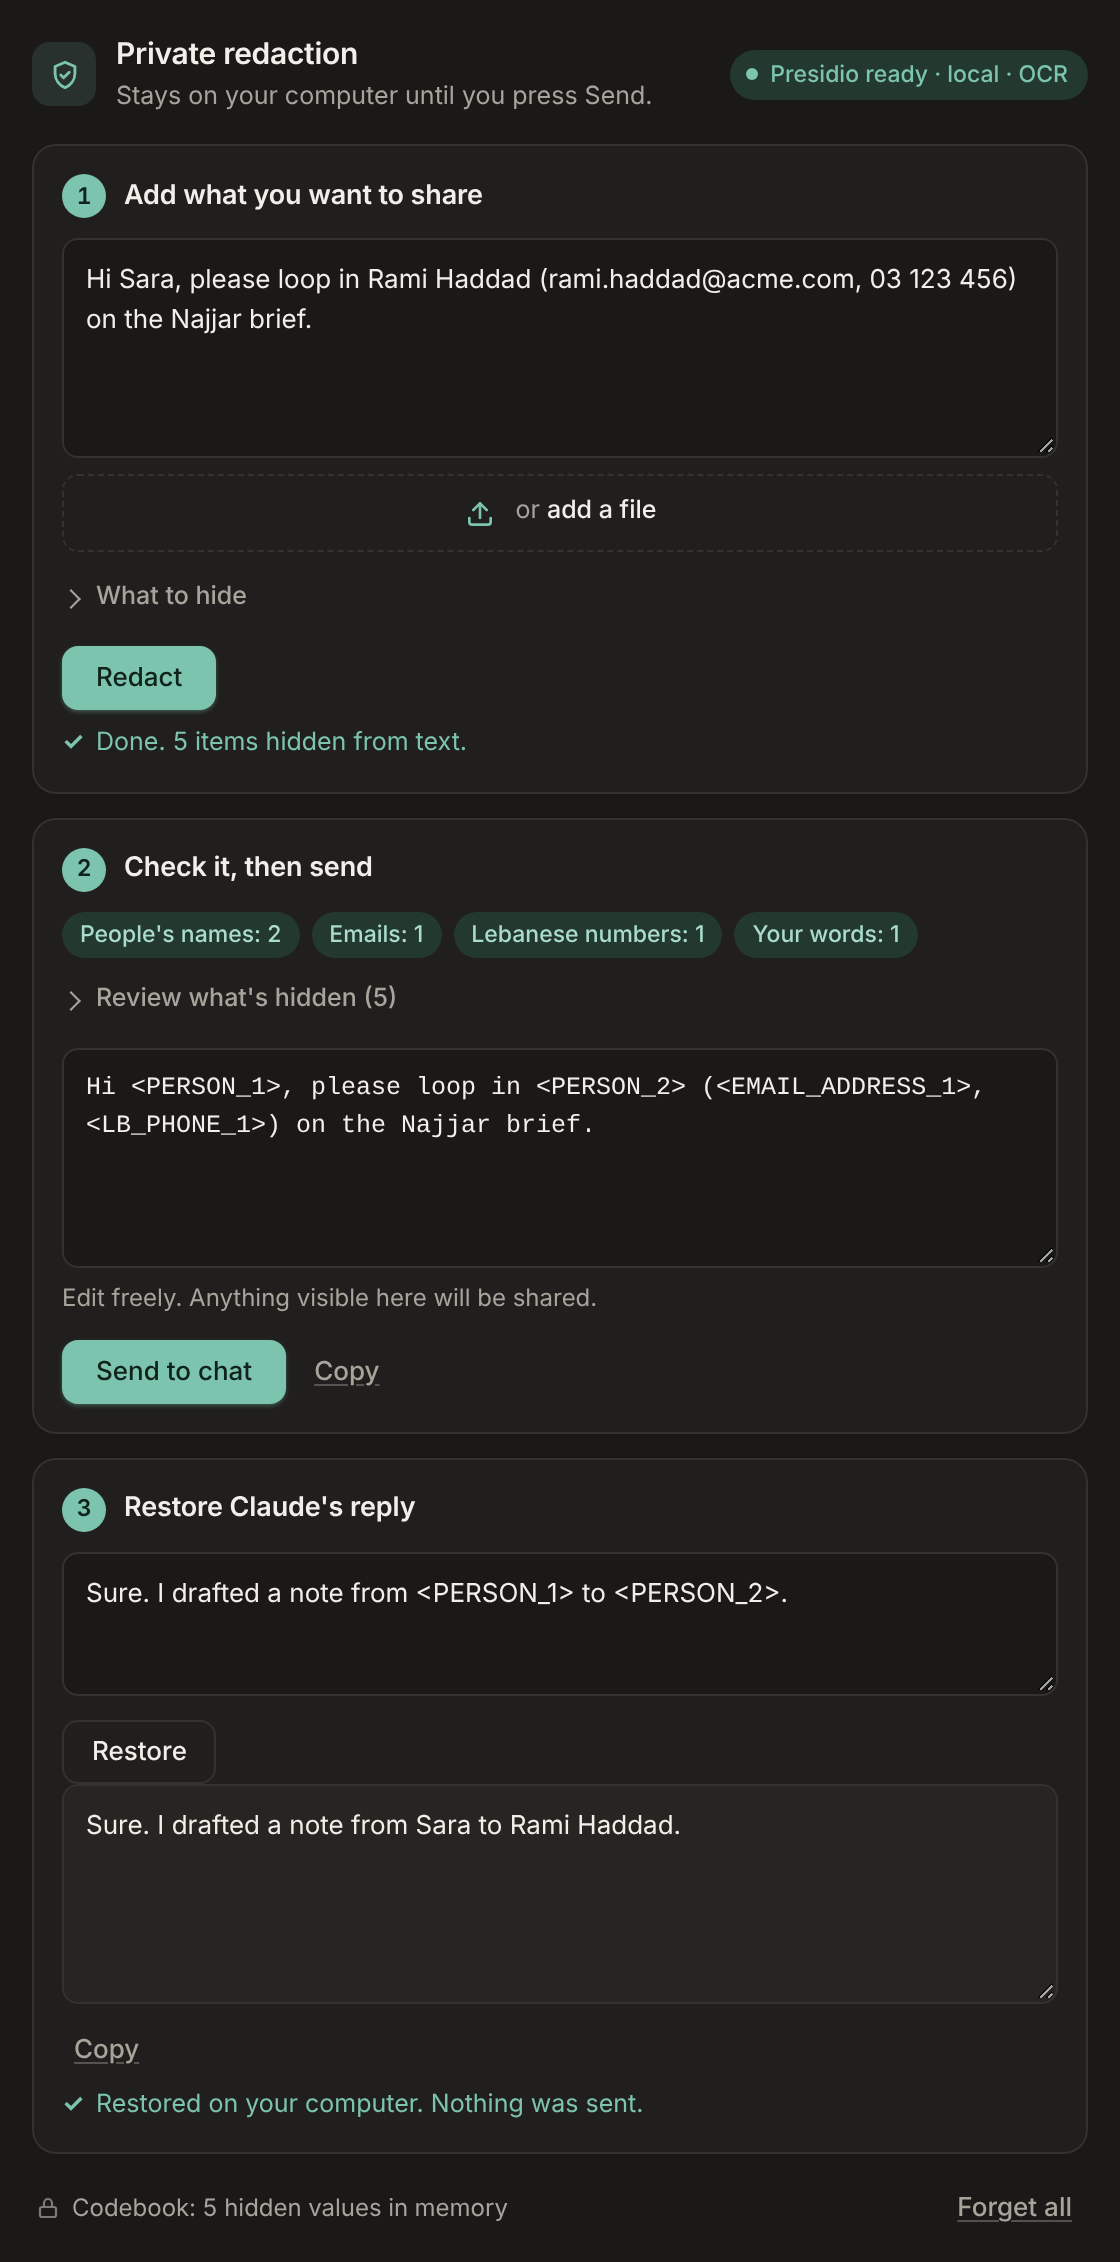 Private redaction
Stays on your computer until you press Send.
Presidio ready · local · OCR
1 Add what you want to share
Hi Sara, please loop in Rami Haddad (rami.haddad@acme.com, 03 123 456)
on the Najjar brief.
or add a file
What to hide
Redact
Done. 5 items hidden from text.
2 Check it, then send
People's names: 2
Emails: 1
Lebanese numbers: 1
Your words: 1
Review what's hidden (5)
Hi <PERSON_1>, please loop in <PERSON_2> (<EMAIL_ADDRESS_1>,
<LB_PHONE_1>) on the Najjar brief.
Edit freely. Anything visible here will be shared.
Send to chat
Copy
3 Restore Claude's reply
Sure. I drafted a note from <PERSON_1> to <PERSON_2>.
Restore
Sure. I drafted a note from Sara to Rami Haddad.
Copy
Restored on your computer. Nothing was sent.
Codebook: 5 hidden values in memory
Forget all